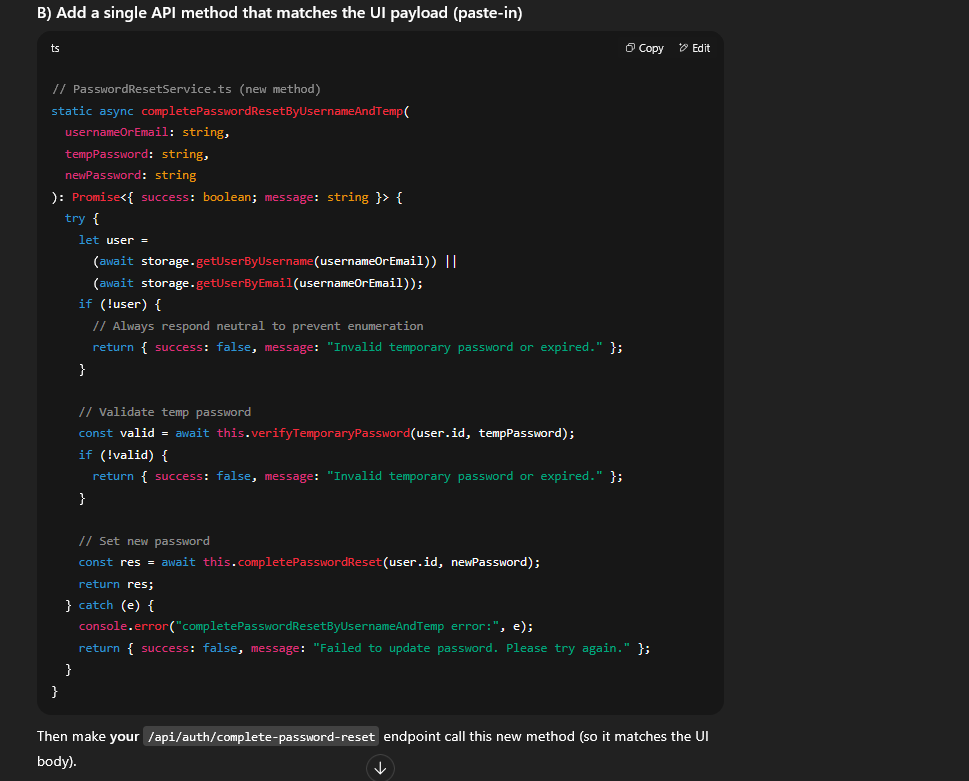 B) Add a single API method that matches the UI payload (paste-in)
ts Copy Edit
// PasswordResetService.ts (new method)
static async completePasswordResetByUsernameAndTemp(
  usernameOrEmail: string,
  tempPassword: string,
  newPassword: string
): Promise<{ success: boolean; message: string }> {
  try {
    let user =
      (await storage.getUserByUsername(usernameOrEmail)) ||
      (await storage.getUserByEmail(usernameOrEmail));
    if (!user) {
      // Always respond neutral to prevent enumeration
      return { success: false, message: "Invalid temporary password or expired." };
    }

    // Validate temp password
    const valid = await this.verifyTemporaryPassword(user.id, tempPassword);
    if (!valid) {
      return { success: false, message: "Invalid temporary password or expired." };
    }

    // Set new password
    const res = await this.completePasswordReset(user.id, newPassword);
    return res;
  } catch (e) {
    console.error("completePasswordResetByUsernameAndTemp error:", e);
    return { success: false, message: "Failed to update password. Please try again." };
  }
}
Then make your /api/auth/complete-password-reset endpoint call this new method (so it matches the UI
body).